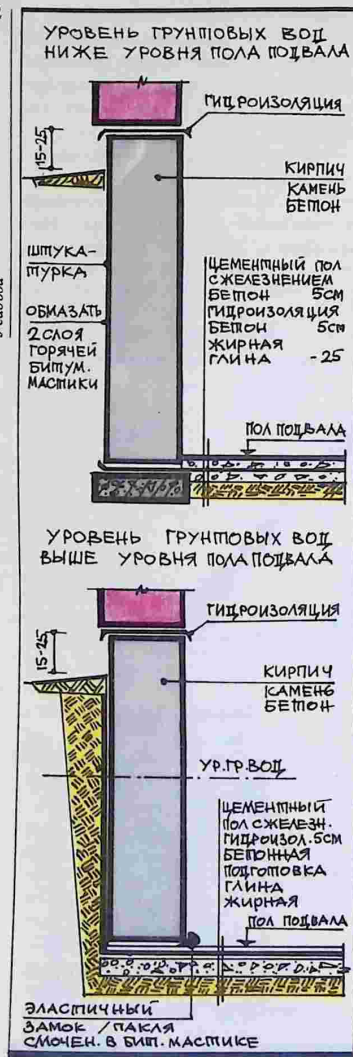 УРОВЕНЬ ГРУНТОВЫХ ВОД
НИЖЕ УРОВНЯ ПОЛА ПОДВАЛА
ГИДРОИЗОЛЯЦИЯ
15-25
КИРПИЧ
КАМЕНЬ
БЕТОН
ШТУКА-
ТУРКА
ОБМАЗАТЬ
2 СЛОЯ
ГОРЯЧЕЙ
БИТУМ.
МАСТИКИ
ЦЕМЕНТНЫЙ ПОЛ
С ЖЕЛЕЗНЕНИЕМ
БЕТОН 5СМ
ГИДРОИЗОЛЯЦИЯ
БЕТОН 5СМ
ЖИРНАЯ
ГЛИНА -25
ПОЛ ПОДВАЛА
УРОВЕНЬ ГРУНТОВЫХ ВОД
ВЫШЕ УРОВНЯ ПОЛА ПОДВАЛА
ГИДРОИЗОЛЯЦИЯ
15-25
КИРПИЧ
КАМЕНЬ
БЕТОН
УР.ГР.ВОД
ЦЕМЕНТНЫЙ
ПОЛ С ЖЕЛЕЗН.
ГИДРОИЗОЛ. 5СМ
БЕТОННАЯ
ПОДГОТОВКА
ГЛИНА
ЖИРНАЯ
ПОЛ ПОДВАЛА
ЭЛАСТИЧНЫЙ
ЗАМОК / ПАКЛЯ
СМОЧЕН. В БИТ. МАСТИКЕ